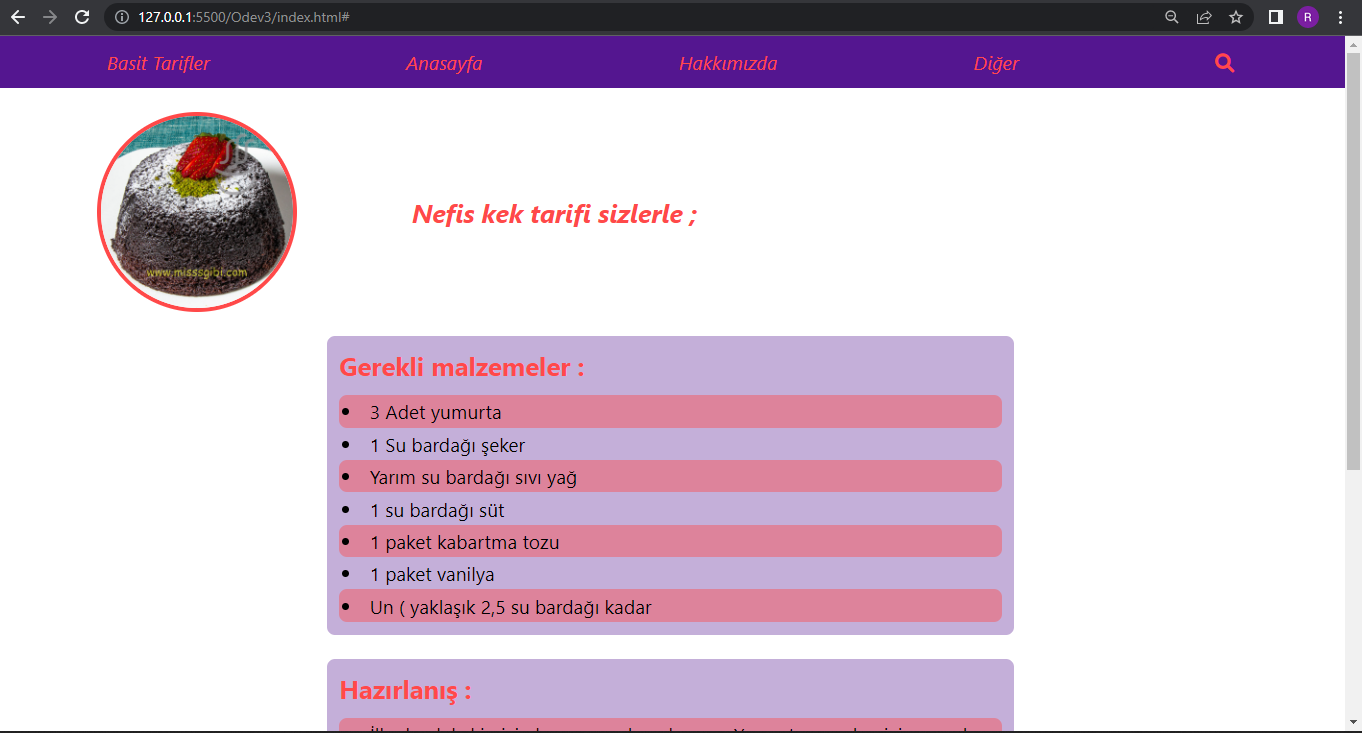 127.0.0.1:5500/Odev3/index.html#
R
Basit Tarifler Anasayfa Hakkımızda Diğer
www.misssgibi.com
Nefis kek tarifi sizlerle ;
Gerekli malzemeler :
3 Adet yumurta
1 Su bardağı şeker
Yarım su bardağı sıvı yağ
1 su bardağı süt
1 paket kabartma tozu
1 paket vanilya
Un ( yaklaşık 2,5 su bardağı kadar
Hazırlanış :